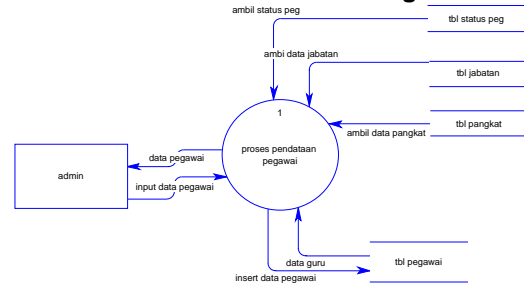 ambil status peg
tbl status peg
ambi data jabatan
tbl jabatan
1
tbl pangkat
ambil data pangkat
proses pendataan
pegawai
data pegawai
admin
input data pegawai
data guru
tbl pegawai
insert data pegawai